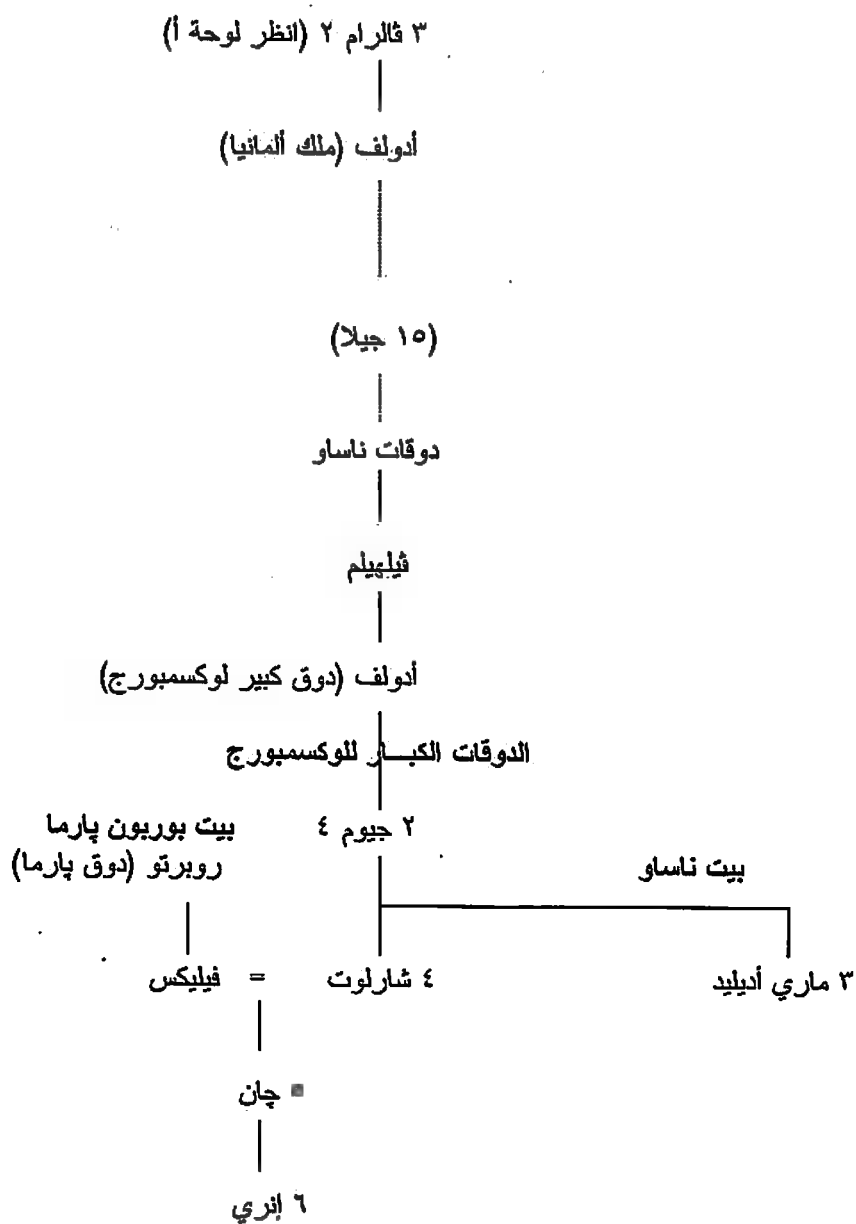 ٣ ڤالرام ٢ (انظر لوحة أ)
أدولف (ملك ألمانيا)
(١٥ جيلا)
دوقات ناساو
ڤيلهيلم
أدولف (دوق كبير لوكسمبورج)
الدوقات الكبـار للوكسمبورج
٢ جيوم ٤
بيت بوربون پارما
روبرتو (دوق پارما)
بيت ناساو
٣ ماري أديليد
٤ شارلوت = فيليكس
چان
٦ إنري